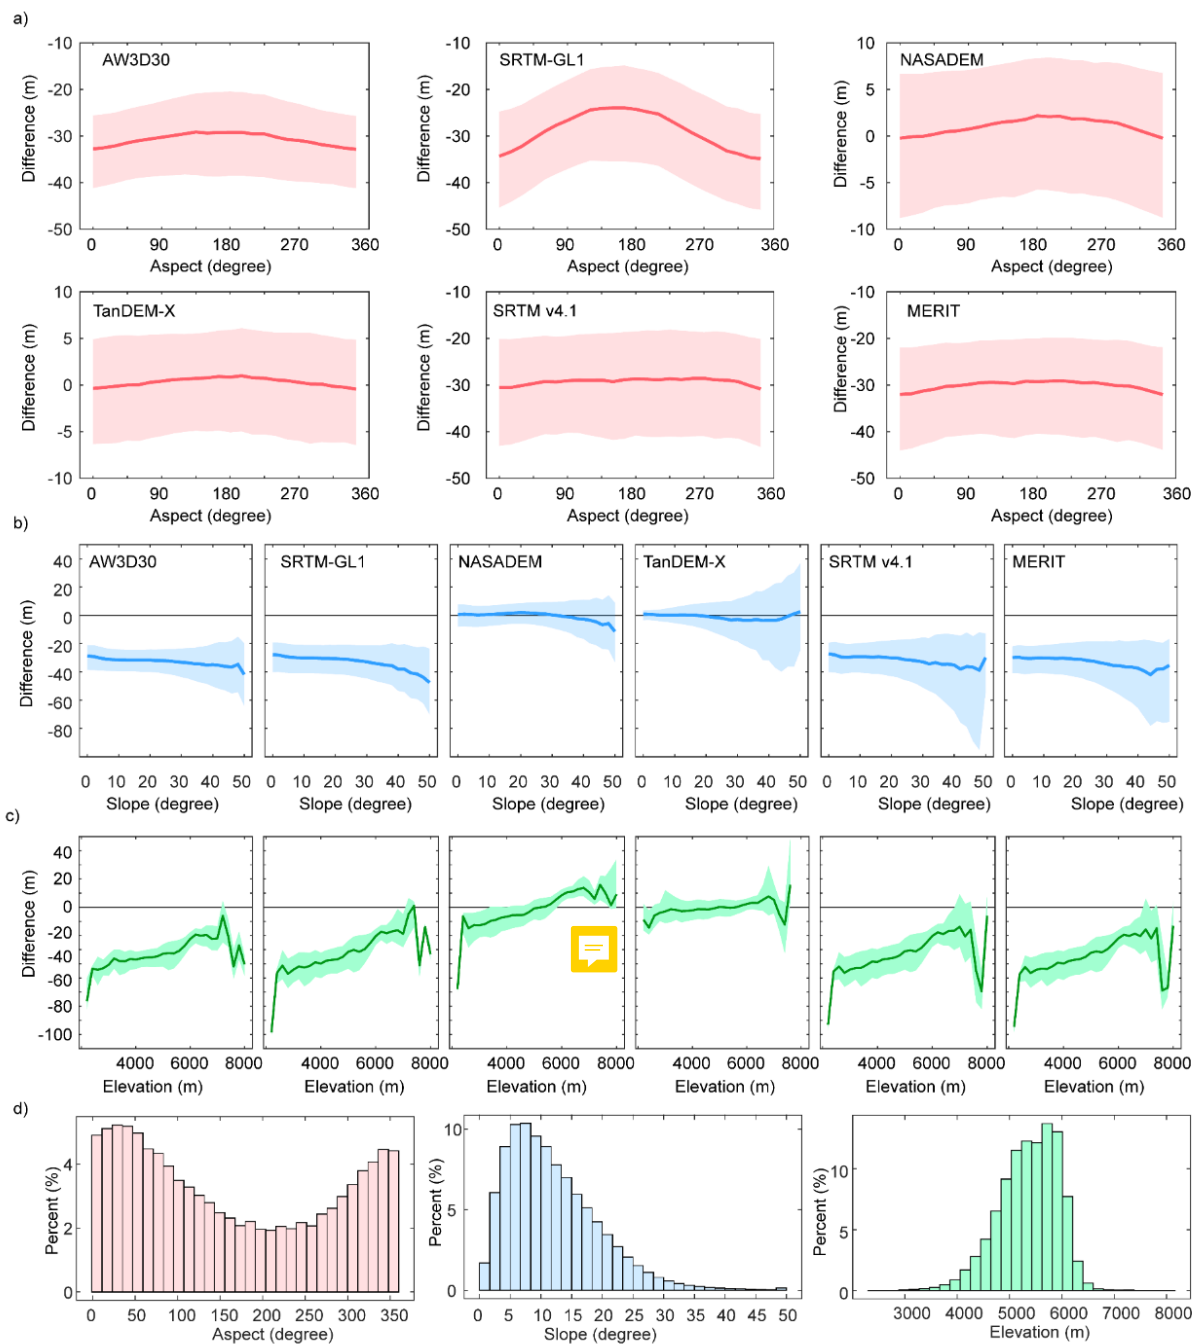 a)
AW3D30
SRTM-GL1
NASADEM
Difference (m)
-10
-20
-30
-40
-50
0 90 180 270 360
Aspect (degree)
Difference (m)
-10
-20
-30
-40
-50
0 90 180 270 360
Aspect (degree)
Difference (m)
10
5
0
-5
-10
0 90 180 270 360
Aspect (degree)
TanDEM-X
SRTM v4.1
MERIT
Difference (m)
10
5
0
-5
-10
0 90 180 270 360
Aspect (degree)
Difference (m)
-10
-20
-30
-40
-50
0 90 180 270 360
Aspect (degree)
Difference (m)
-10
-20
-30
-40
-50
0 90 180 270 360
Aspect (degree)
b)
AW3D30
SRTM-GL1
NASADEM
TanDEM-X
SRTM v4.1
MERIT
Difference (m)
40
20
0
-20
-40
-60
-80
0 10 20 30 40 50
0 10 20 30 40 50
0 10 20 30 40 50
0 10 20 30 40 50
0 10 20 30 40 50
0 10 20 30 40 50
Slope (degree)
Slope (degree)
Slope (degree)
Slope (degree)
Slope (degree)
Slope (degree)
c)
Difference (m)
40
20
0
-20
-40
-60
-80
-100
4000 6000 8000
4000 6000 8000
4000 6000 8000
4000 6000 8000
4000 6000 8000
4000 6000 8000
Elevation (m)
Elevation (m)
Elevation (m)
Elevation (m)
Elevation (m)
Elevation (m)
d)
Percent (%)
4
2
0
0 50 100 150 200 250 300 350
Aspect (degree)
Percent (%)
10
5
0
0 5 10 15 20 25 30 35 40 45 50
Slope (degree)
Percent (%)
10
5
0
3000 4000 5000 6000 7000 8000
Elevation (m)